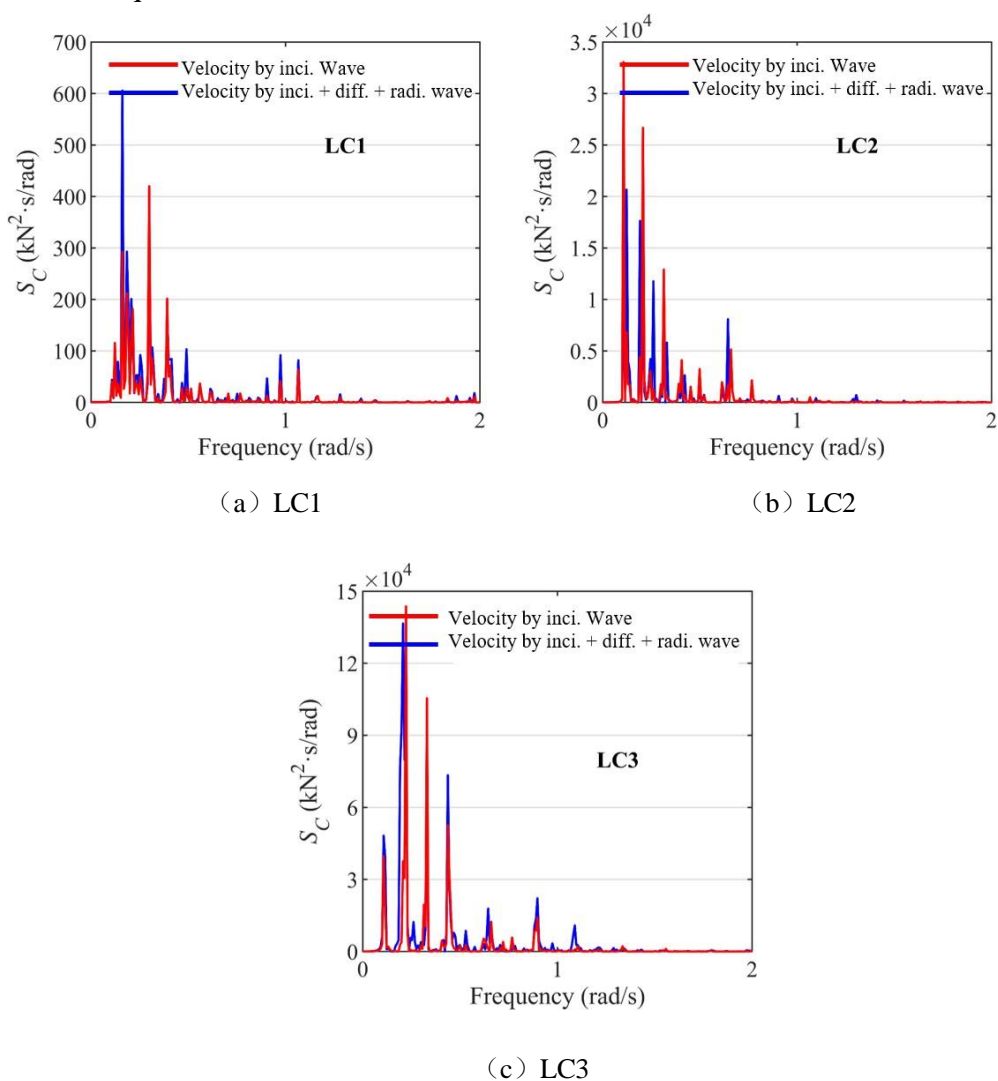 700
600
500
400
300
200
100
0
0
1
2
S_C (kN²·s/rad)
Frequency (rad/s)
Velocity by inci. Wave
Velocity by inci. + diff. + radi. wave
LC1
（a）LC1
×10⁴
3.5
3
2.5
2
1.5
1
0.5
0
0
1
2
S_C (kN²·s/rad)
Frequency (rad/s)
Velocity by inci. Wave
Velocity by inci. + diff. + radi. wave
LC2
（b）LC2
×10⁴
15
12
9
6
3
0
0
1
2
S_C (kN²·s/rad)
Frequency (rad/s)
Velocity by inci. Wave
Velocity by inci. + diff. + radi. wave
LC3
（c）LC3